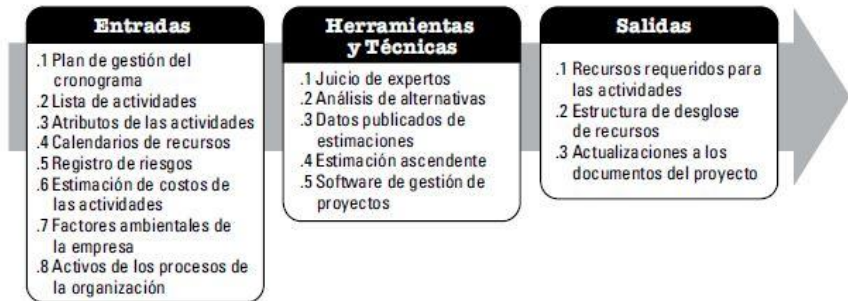 Entradas
.1 Plan de gestión del
cronograma
.2 Lista de actividades
.3 Atributos de las actividades
.4 Calendarios de recursos
.5 Registro de riesgos
.6 Estimación de costos de
las actividades
.7 Factores ambientales de
la empresa
.8 Activos de los procesos de
la organización
Herramientas
y Técnicas
.1 Juicio de expertos
.2 Análisis de alternativas
.3 Datos publicados de
estimaciones
.4 Estimación ascendente
.5 Software de gestión de
proyectos
Salidas
.1 Recursos requeridos para
las actividades
.2 Estructura de desglose
de recursos
.3 Actualizaciones a los
documentos del proyecto